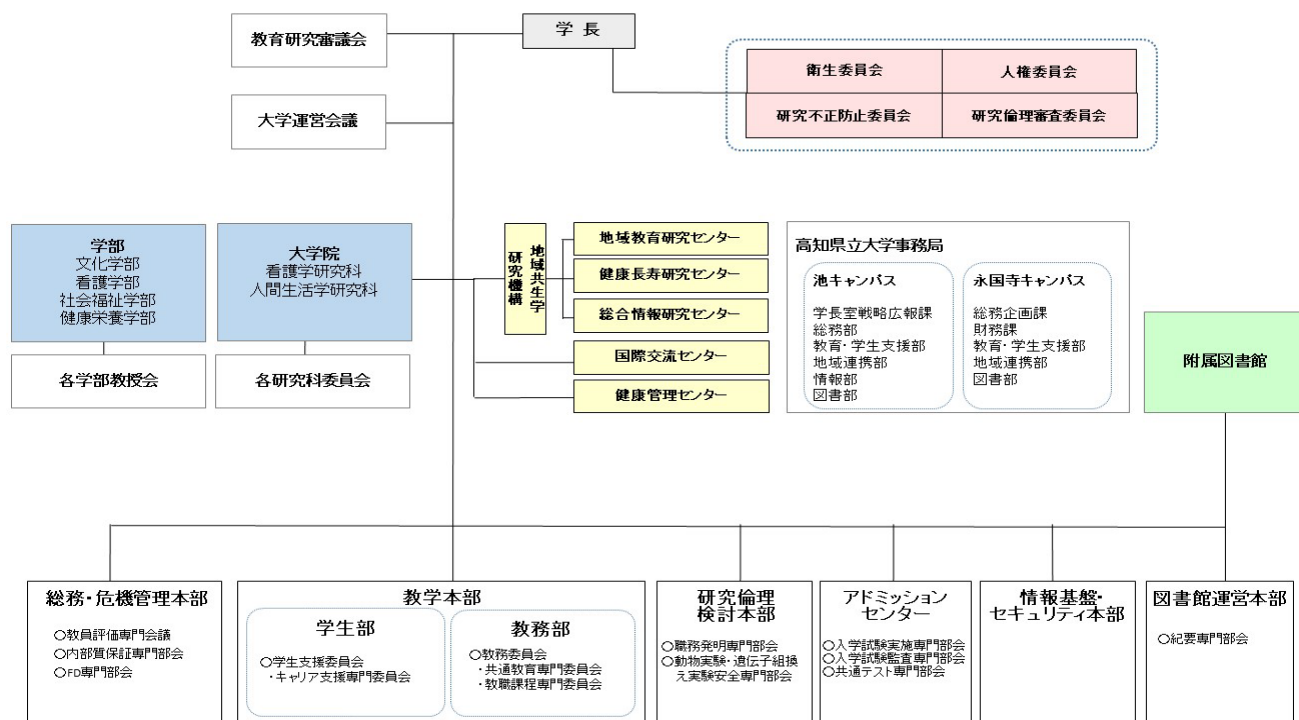 学 長
教育研究審議会
大学運営会議
衛生委員会
人権委員会
研究不正防止委員会
研究倫理審査委員会
学部
文化学部
看護学部
社会福祉学部
健康栄養学部
各学部教授会
大学院
看護学研究科
人間生活学研究科
各研究科委員会
地域共生学
研究機構
地域教育研究センター
健康長寿研究センター
総合情報研究センター
国際交流センター
健康管理センター
高知県立大学事務局
池キャンパス
学長室戦略広報課
総務部
教育・学生支援部
地域連携部
情報部
図書部
永国寺キャンパス
総務企画課
財務課
教育・学生支援部
地域連携部
図書部
附属図書館
総務・危機管理本部
○教員評価専門会議
○内部質保証専門部会
○FD専門部会
教学本部
学生部
○学生支援委員会
・キャリア支援専門委員会
教務部
○教務委員会
・共通教育専門委員会
・教職課程専門委員会
研究倫理
検討本部
○職務発明専門部会
○動物実験・遺伝子組換
え実験安全専門部会
アドミッション
センター
○入学試験実施専門部会
○入学試験監査専門部会
○共通テスト専門部会
情報基盤・
セキュリティ本部
図書館運営本部
○紀要専門部会